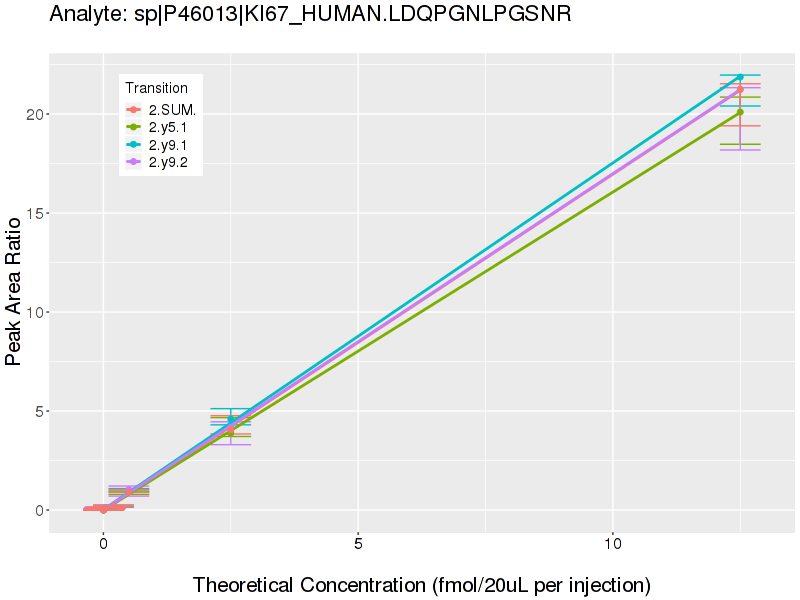 Analyte: sp|P46013|KI67_HUMAN.LDQPGNLPGSNR
Transition
2.SUM.
2.y5.1
2.y9.1
2.y9.2
20
15
10
5
0
Peak Area Ratio
0 5 10
Theoretical Concentration (fmol/20uL per injection)